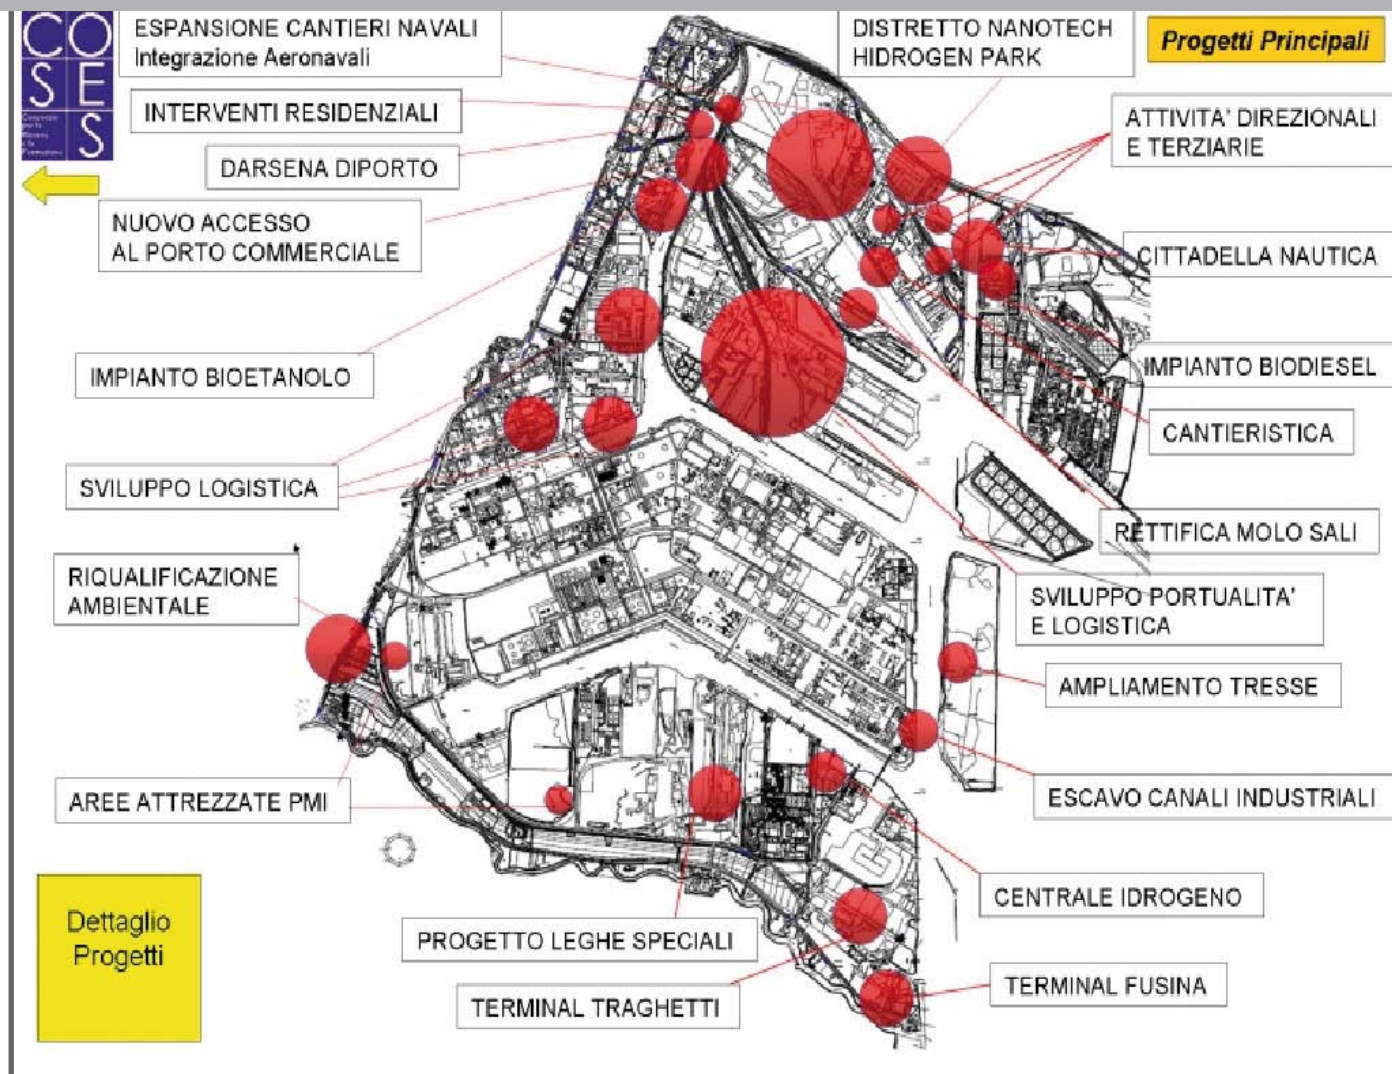 CO
SE
S
ESPANSIONE CANTIERI NAVALI
Integrazione Aeronavali
DISTRETTO NANOTECH
HIDROGEN PARK
Progetti Principali
INTERVENTI RESIDENZIALI
ATTIVITA' DIREZIONALI
E TERZIARIE
DARSENA DIPORTO
NUOVO ACCESSO
AL PORTO COMMERCIALE
CITTADELLA NAUTICA
IMPIANTO BIOETANOLO
IMPIANTO BIODIESEL
CANTIERISTICA
SVILUPPO LOGISTICA
RETTIFICA MOLO SALI
RIQUALIFICAZIONE
AMBIENTALE
SVILUPPO PORTUALITA'
E LOGISTICA
AMPLIAMENTO TRESSE
AREE ATTREZZATE PMI
ESCAVO CANALI INDUSTRIALI
CENTRALE IDROGENO
Dettaglio
Progetti
PROGETTO LEGHE SPECIALI
TERMINAL TRAGHETTI
TERMINAL FUSINA